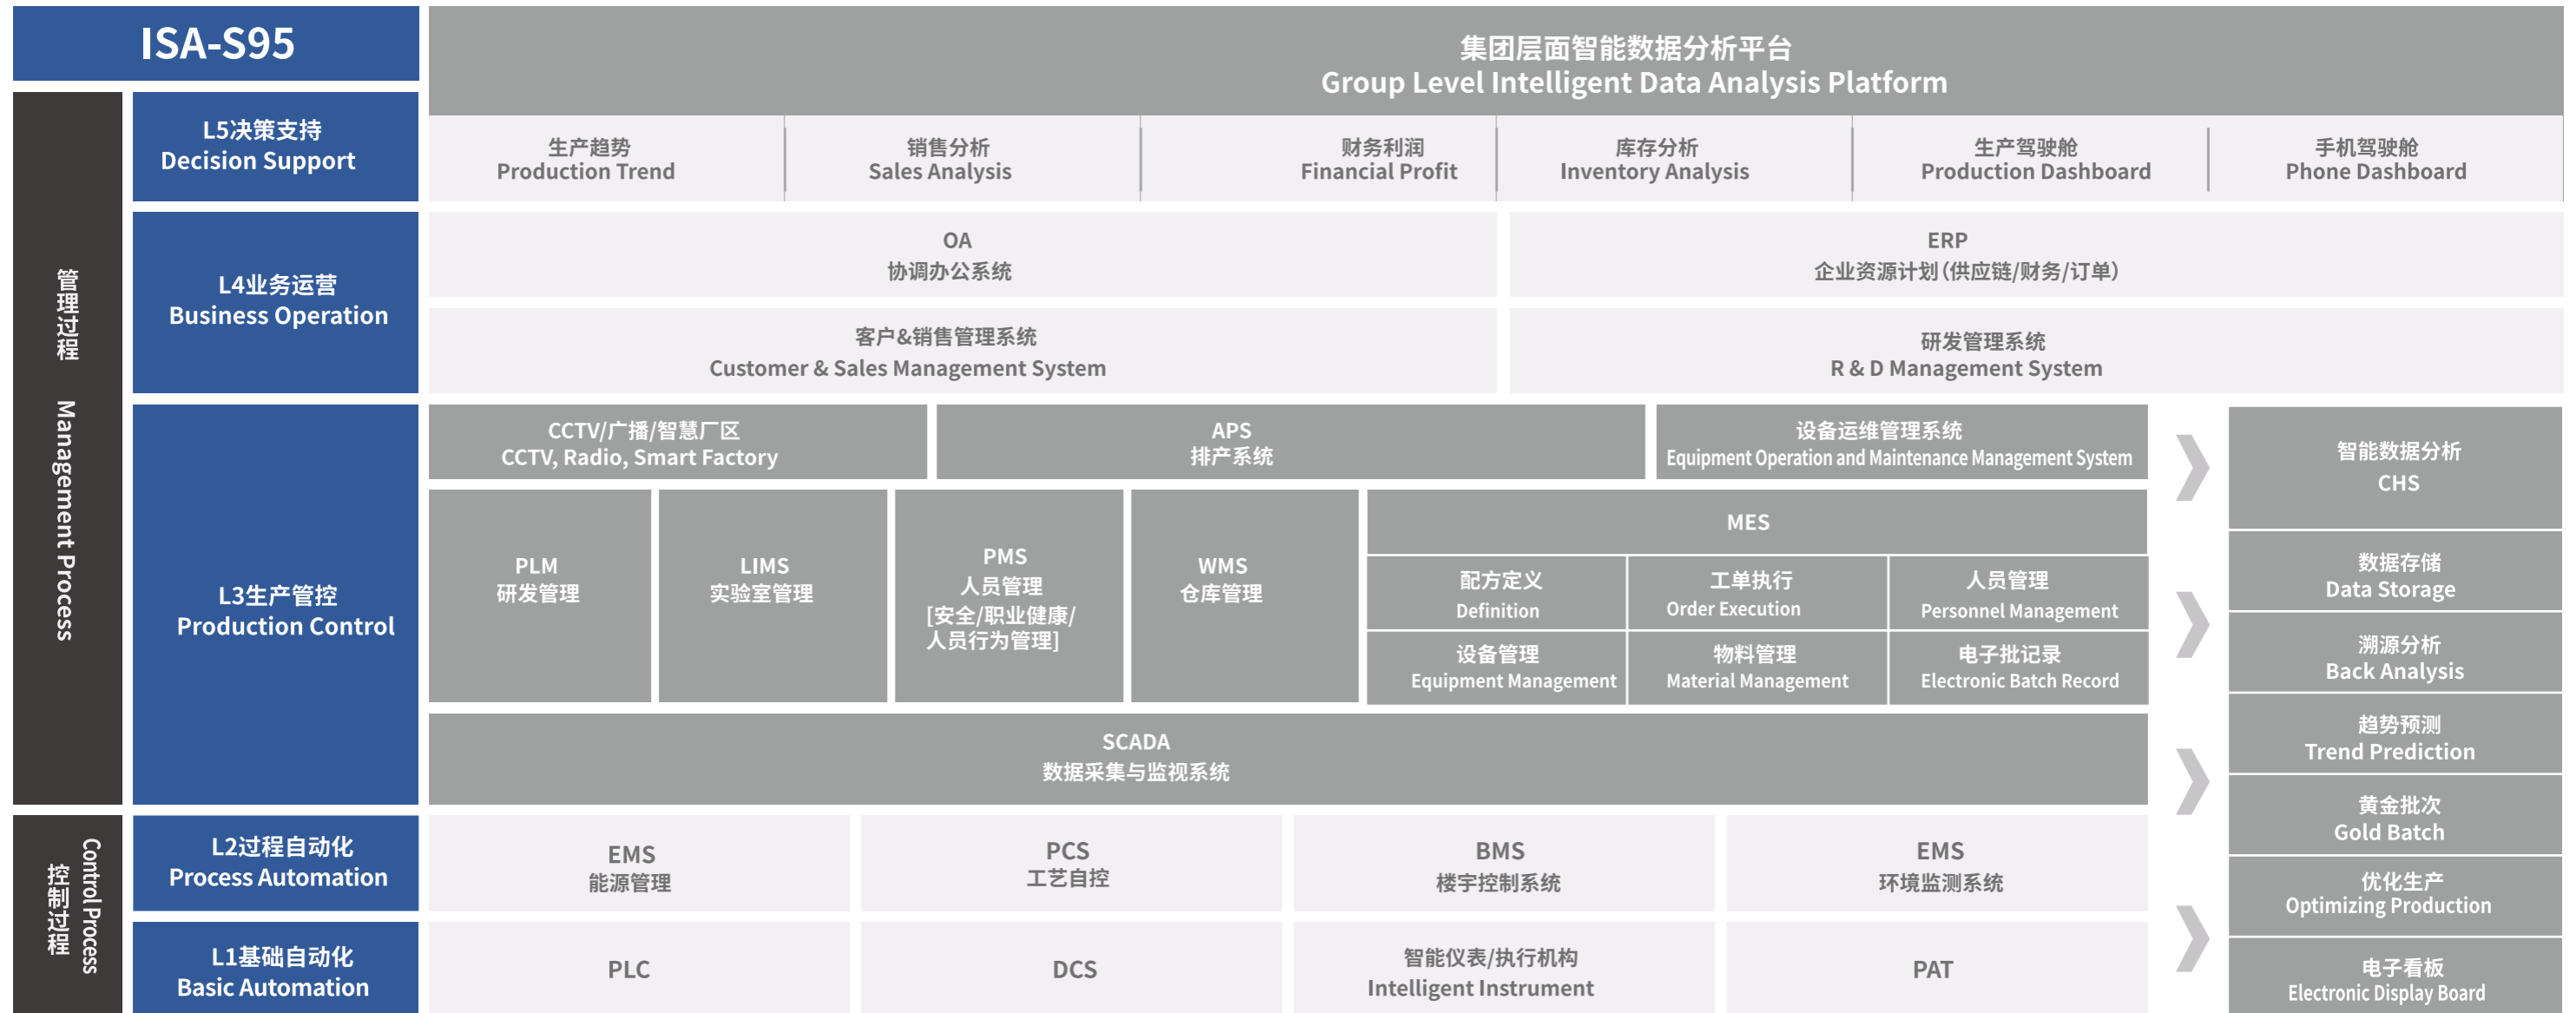 ISA-S95
集团层面智能数据分析平台
Group Level Intelligent Data Analysis Platform
管理过程 Management Process
L5决策支持
Decision Support
生产趋势
Production Trend
销售分析
Sales Analysis
财务利润
Financial Profit
库存分析
Inventory Analysis
生产驾驶舱
Production Dashboard
手机驾驶舱
Phone Dashboard
L4业务运营
Business Operation
OA
协调办公系统
ERP
企业资源计划(供应链/财务/订单)
客户&销售管理系统
Customer & Sales Management System
研发管理系统
R & D Management System
L3生产管控
Production Control
CCTV/广播/智慧厂区
CCTV, Radio, Smart Factory
APS
排产系统
设备运维管理系统
Equipment Operation and Maintenance Management System
PLM
研发管理
LIMS
实验室管理
PMS
人员管理
[安全/职业健康/
人员行为管理]
WMS
仓库管理
MES
配方定义
Definition
工单执行
Order Execution
人员管理
Personnel Management
设备管理
Equipment Management
物料管理
Material Management
电子批记录
Electronic Batch Record
SCADA
数据采集与监视系统
智能数据分析
CHS
数据存储
Data Storage
溯源分析
Back Analysis
趋势预测
Trend Prediction
黄金批次
Gold Batch
优化生产
Optimizing Production
电子看板
Electronic Display Board
Control Process
控制过程
L2过程自动化
Process Automation
EMS
能源管理
PCS
工艺自控
BMS
楼宇控制系统
EMS
环境监测系统
L1基础自动化
Basic Automation
PLC
DCS
智能仪表/执行机构
Intelligent Instrument
PAT